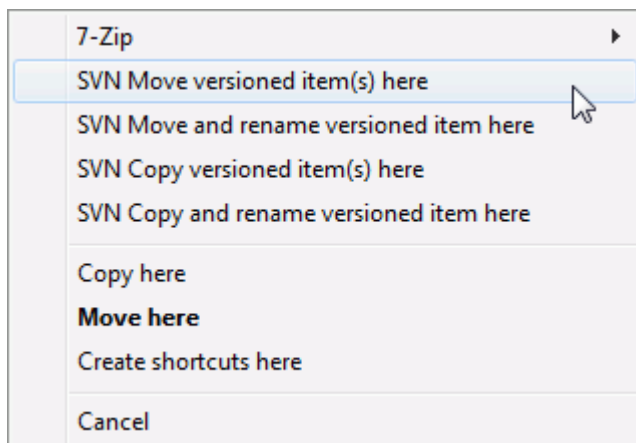 7-Zip
SVN Move versioned item(s) here
SVN Move and rename versioned item here
SVN Copy versioned item(s) here
SVN Copy and rename versioned item here
Copy here
Move here
Create shortcuts here
Cancel